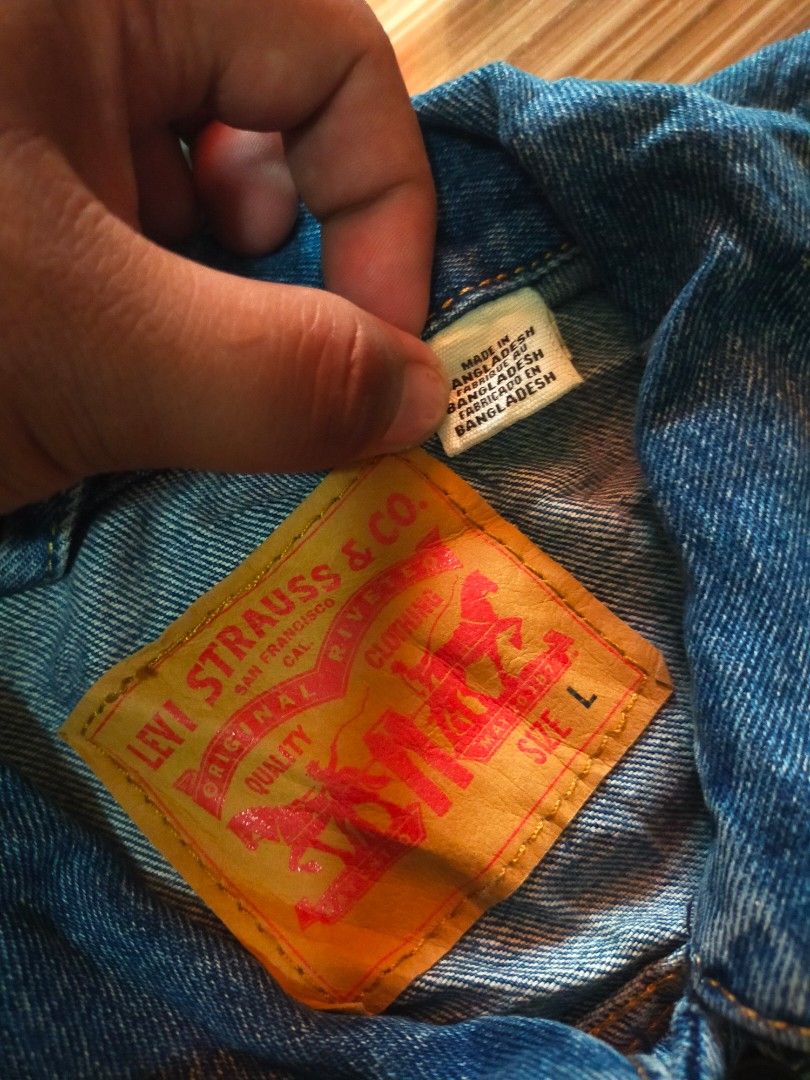 MADE IN
BANGLADESH
FABRIQUE AU
BANGLADESH
FABRICADO EN
BANGLADESH
LEVI STRAUSS & CO.
SAN FRANCISCO
CAL.
ORIGINAL RIVETED
QUALITY CLOTHING
SIZE L